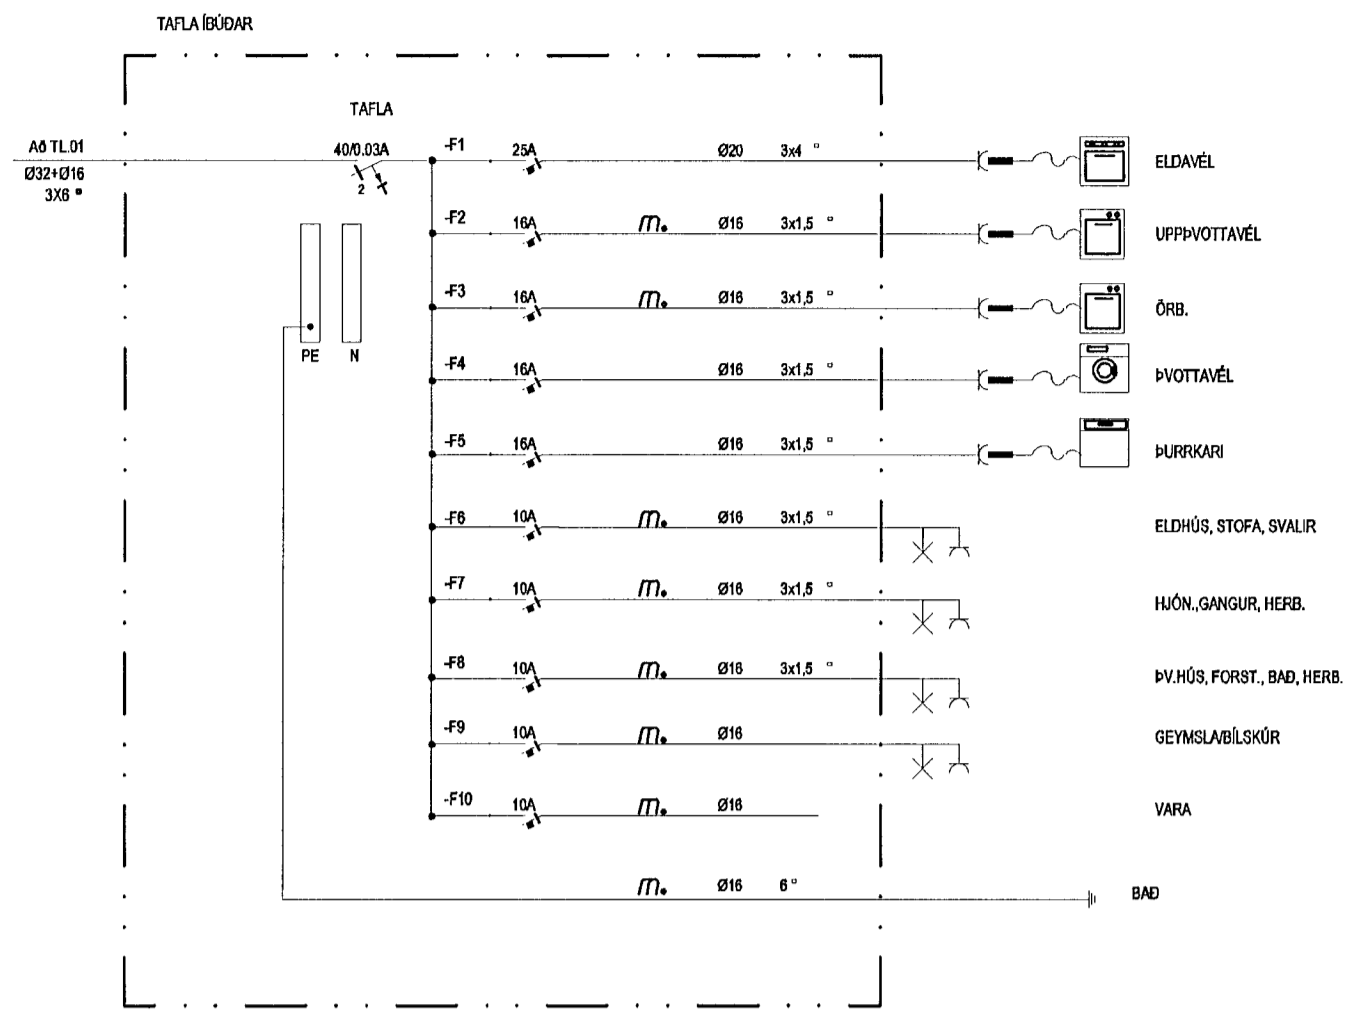 TAFLA ÍBÚÐAR
TAFLA
Að TL.01
Ø32+Ø16
3X6 ▫
40/0.03A
2
PE N
-F1 25A Ø20 3x4 ▫ ELDAVÉL
-F2 16A m. Ø16 3x1,5 ▫ UPPÞVOTTAVÉL
-F3 16A m. Ø16 3x1,5 ▫ ÖRB.
-F4 16A Ø16 3x1,5 ▫ ÞVOTTAVÉL
-F5 16A Ø16 3x1,5 ▫ ÞURRKARI
-F6 10A m. Ø16 3x1,5 ▫ ELDHÚS, STOFA, SVALIR
-F7 10A m. Ø16 3x1,5 ▫ HJÓN.,GANGUR, HERB.
-F8 10A m. Ø16 3x1,5 ▫ ÞV.HÚS, FORST., BAÐ, HERB.
-F9 10A m. Ø16 GEYMSLA/BÍLSKÚR
-F10 10A m. Ø16 VARA
m. Ø16 6 ▫ BAÐ